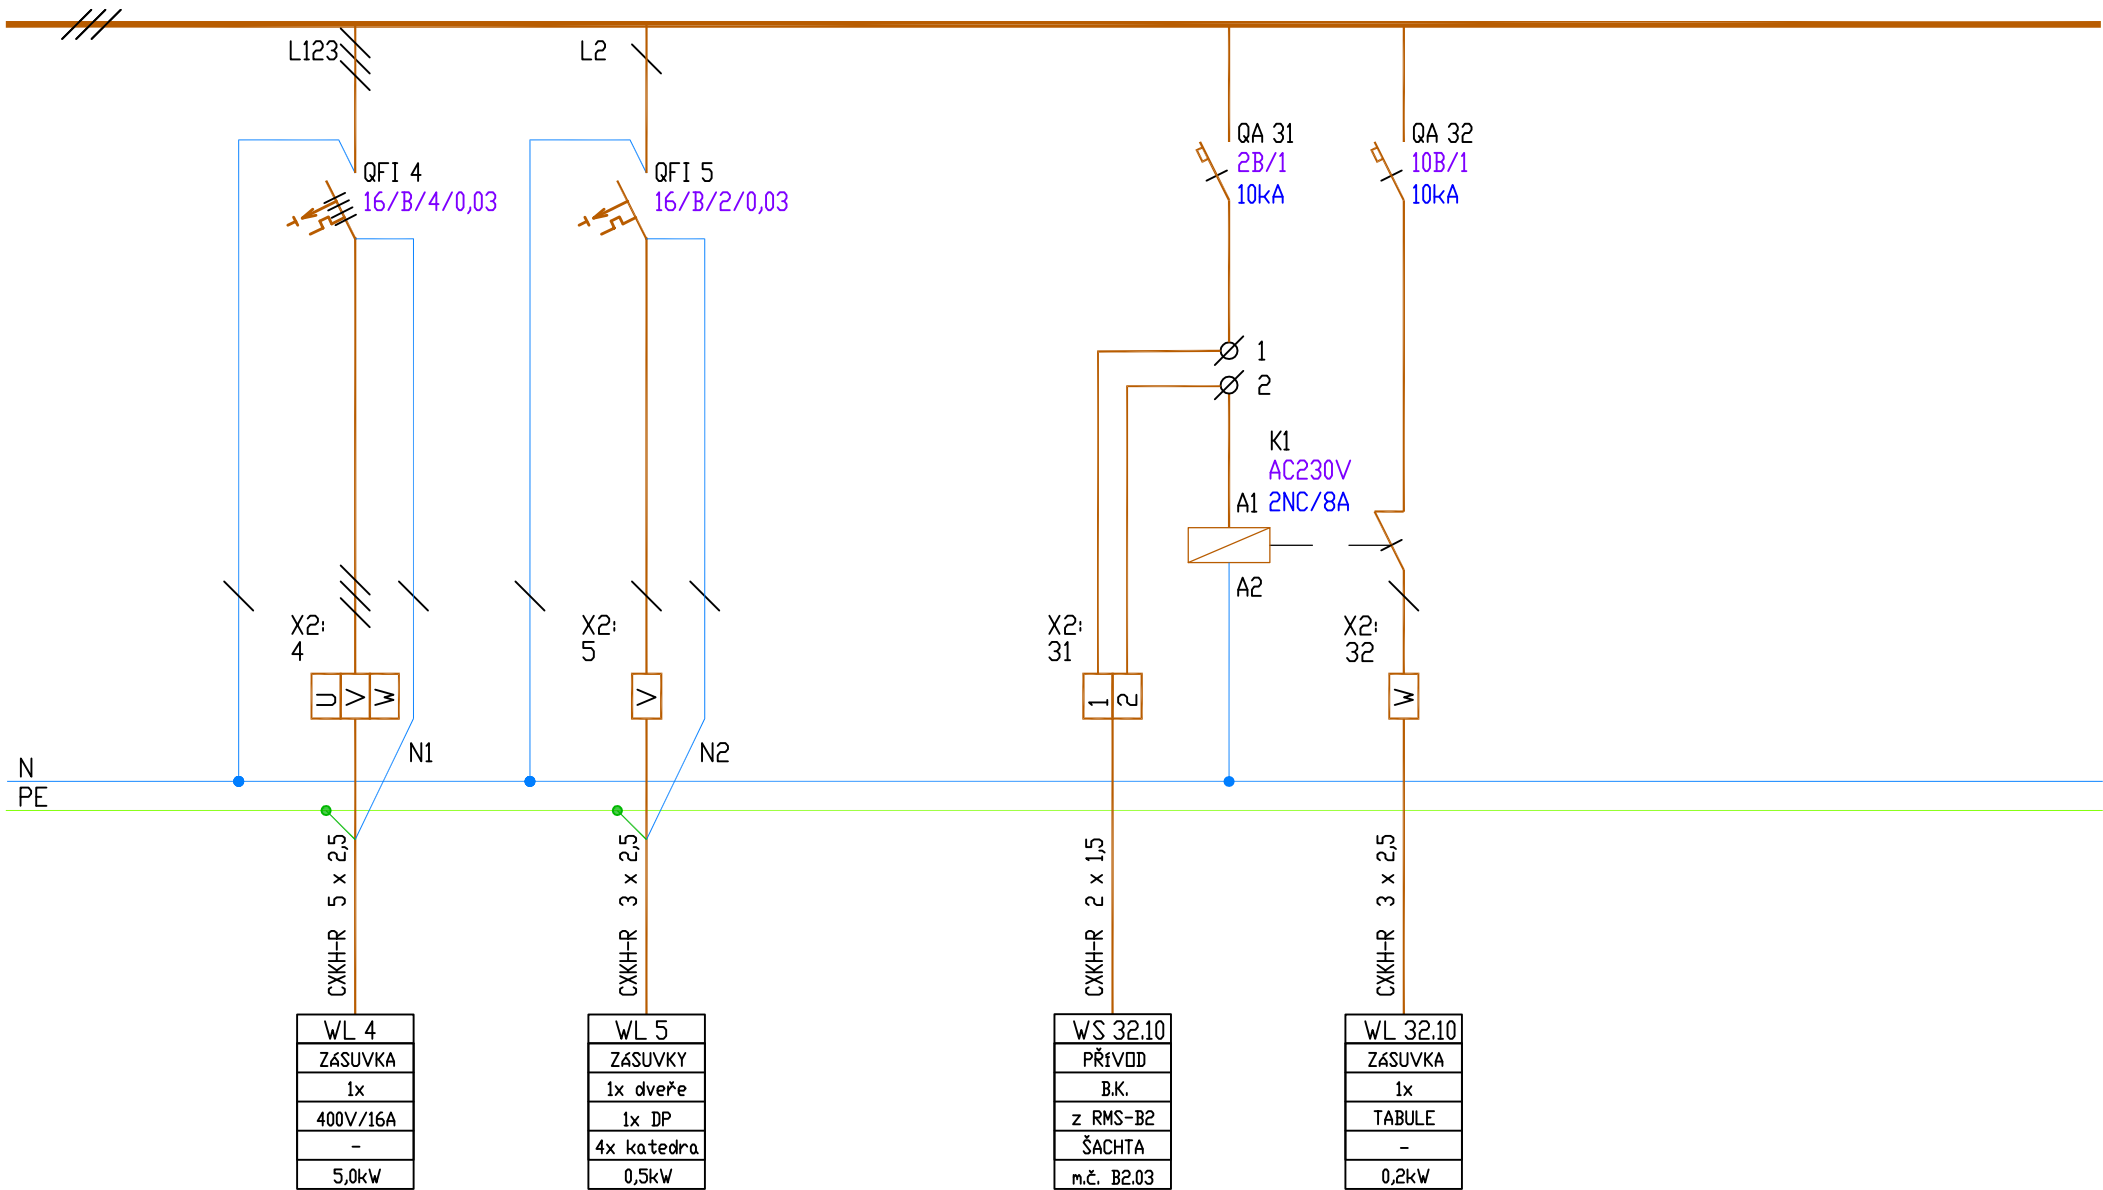 L123
L2
QA 31
2B/1
10kA
QA 32
10B/1
10kA
QFI 4
16/B/4/0,03
QFI 5
16/B/2/0,03
1
2
K1
AC230V
A1 2NC/8A
A2
X2:
4
X2:
5
X2:
31
X2:
32
U V W
V
1 2
W
N1
N2
N
PE
CXKH-R 5 x 2,5
CXKH-R 3 x 2,5
CXKH-R 2 x 1,5
CXKH-R 3 x 2,5
WL 4
ZáSUVKA
1x
400V/16A
-
5,0kW
WL 5
ZáSUVKY
1x dveře
1x DP
4x katedra
0,5kW
WS 32.10
PŘíVOD
B.K.
z RMS-B2
ŠACHTA
m.č. B2.03
WL 32.10
ZáSUVKA
1x
TABULE
-
0,2kW